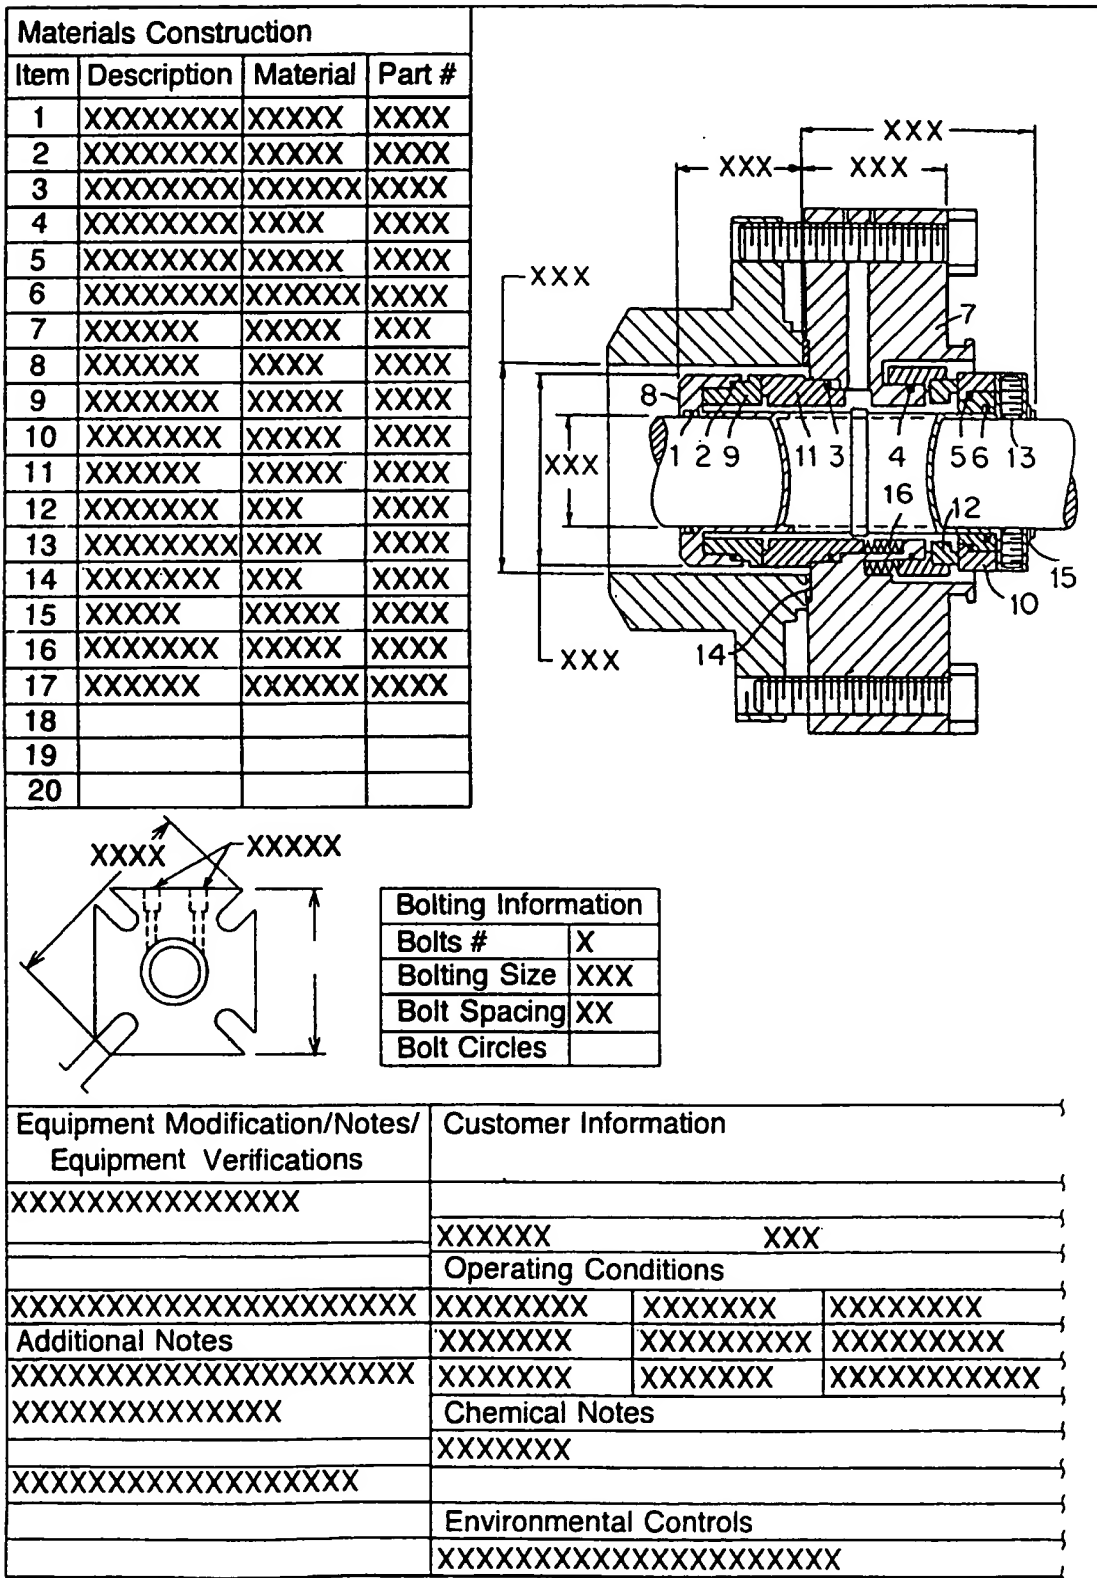 Materials Construction
Item Description Material Part #
1 XXXXXXXX XXXXX XXXX
2 XXXXXXXX XXXXX XXXX
3 XXXXXXXX XXXXXX XXXX
4 XXXXXXXX XXXX XXXX
5 XXXXXXXX XXXXX XXXX
6 XXXXXXXX XXXXXX XXXX
7 XXXXXX XXXXX XXX
8 XXXXXX XXXX XXXX
9 XXXXXX XXXXX XXXX
10 XXXXXXX XXXXX XXXX
11 XXXXXX XXXXX XXXX
12 XXXXXXX XXX XXXX
13 XXXXXXXX XXXX XXXX
14 XXXXXXX XXX XXXX
15 XXXXX XXXXX XXXX
16 XXXXXXX XXXXX XXXX
17 XXXXXX XXXXXX XXXX
18
19
20
XXX
XXX XXX
XXX
7
8
XXX
1 2 9 11 3 4 5 6 13
16 12
15
10
14
XXX
XXXX XXXXX
Bolting Information
Bolts # X
Bolting Size XXX
Bolt Spacing XX
Bolt Circles
Equipment Modification/Notes/
Equipment Verifications
XXXXXXXXXXXXXXX
XXXXXXXXXXXXXXXXXXXXX
Additional Notes
XXXXXXXXXXXXXXXXXXXXX
XXXXXXXXXXXXXX
XXXXXXXXXXXXXXXXXX
Customer Information
XXXXXX XXX
Operating Conditions
XXXXXXXX XXXXXXX XXXXXXXX
XXXXXXX XXXXXXXXX XXXXXXXXX
XXXXXXX XXXXXXX XXXXXXXXXXX
Chemical Notes
XXXXXXX
Environmental Controls
XXXXXXXXXXXXXXXXXXXXX